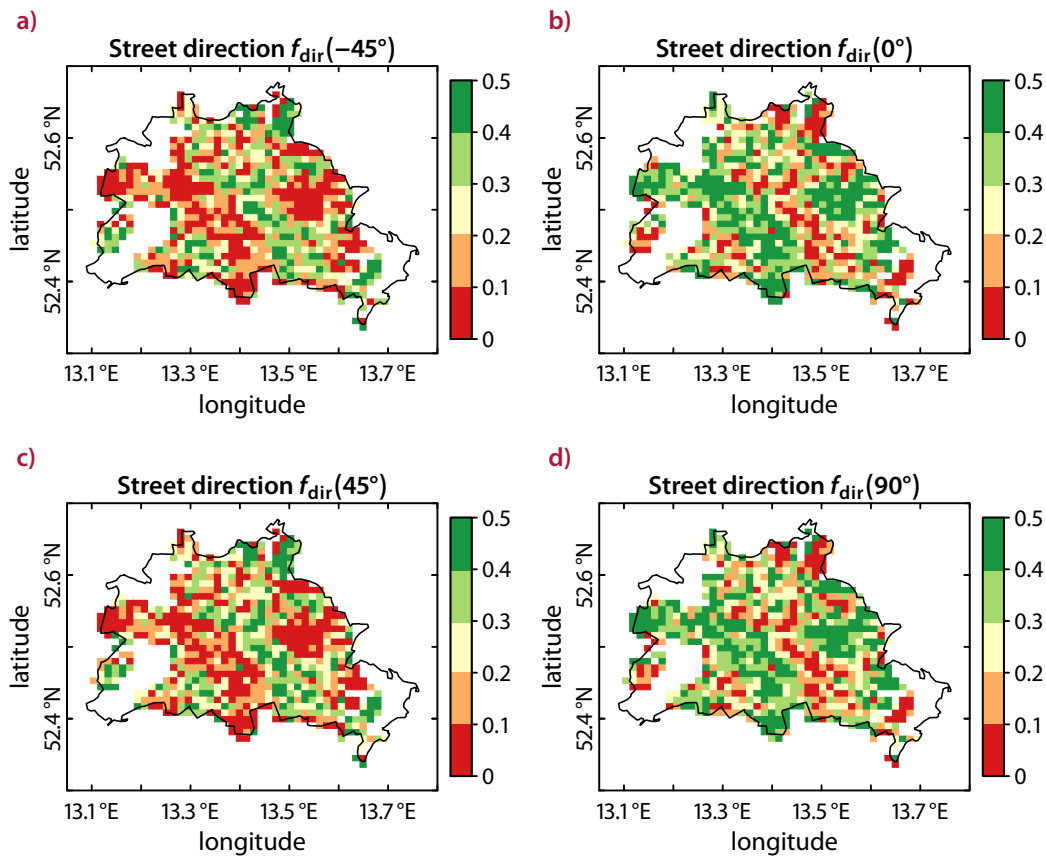 a)
Street direction f_dir(−45°)
0.5
0.4
0.3
0.2
0.1
0
52.6 °N
52.4 °N
latitude
13.1 °E 13.3 °E 13.5 °E 13.7 °E
longitude
b)
Street direction f_dir(0°)
0.5
0.4
0.3
0.2
0.1
0
52.6 °N
52.4 °N
latitude
13.1 °E 13.3 °E 13.5 °E 13.7 °E
longitude
c)
Street direction f_dir(45°)
0.5
0.4
0.3
0.2
0.1
0
52.6 °N
52.4 °N
latitude
13.1 °E 13.3 °E 13.5 °E 13.7 °E
longitude
d)
Street direction f_dir(90°)
0.5
0.4
0.3
0.2
0.1
0
52.6 °N
52.4 °N
latitude
13.1 °E 13.3 °E 13.5 °E 13.7 °E
longitude